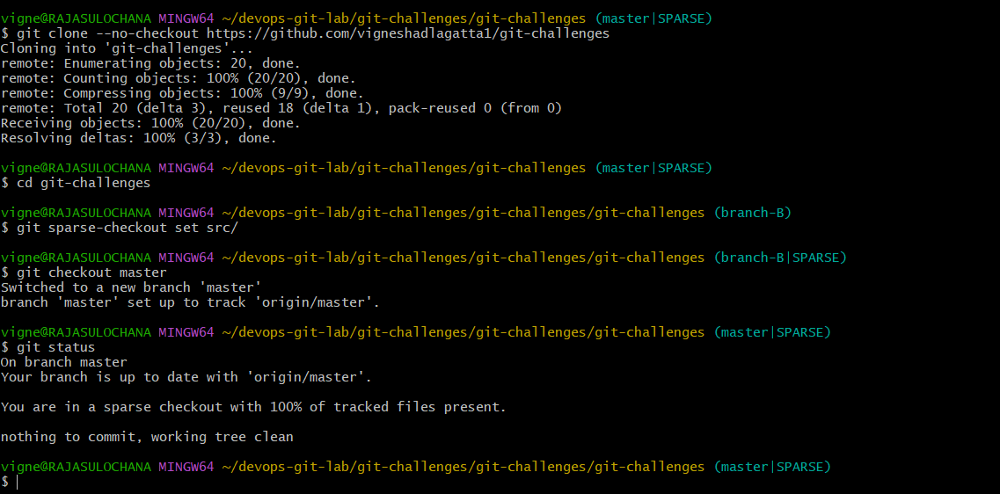 vigne@RAJASULOCHANA MINGW64 ~/devops-git-lab/git-challenges/git-challenges (master|SPARSE)
$ git clone --no-checkout https://github.com/vigneshadlagatta1/git-challenges
Cloning into 'git-challenges'...
remote: Enumerating objects: 20, done.
remote: Counting objects: 100% (20/20), done.
remote: Compressing objects: 100% (9/9), done.
remote: Total 20 (delta 3), reused 18 (delta 1), pack-reused 0 (from 0)
Receiving objects: 100% (20/20), done.
Resolving deltas: 100% (3/3), done.
vigne@RAJASULOCHANA MINGW64 ~/devops-git-lab/git-challenges/git-challenges (master|SPARSE)
$ cd git-challenges
vigne@RAJASULOCHANA MINGW64 ~/devops-git-lab/git-challenges/git-challenges/git-challenges (branch-B)
$ git sparse-checkout set src/
vigne@RAJASULOCHANA MINGW64 ~/devops-git-lab/git-challenges/git-challenges/git-challenges (branch-B|SPARSE)
$ git checkout master
Switched to a new branch 'master'
branch 'master' set up to track 'origin/master'.
vigne@RAJASULOCHANA MINGW64 ~/devops-git-lab/git-challenges/git-challenges/git-challenges (master|SPARSE)
$ git status
On branch master
Your branch is up to date with 'origin/master'.
You are in a sparse checkout with 100% of tracked files present.
nothing to commit, working tree clean
vigne@RAJASULOCHANA MINGW64 ~/devops-git-lab/git-challenges/git-challenges/git-challenges (master|SPARSE)
$